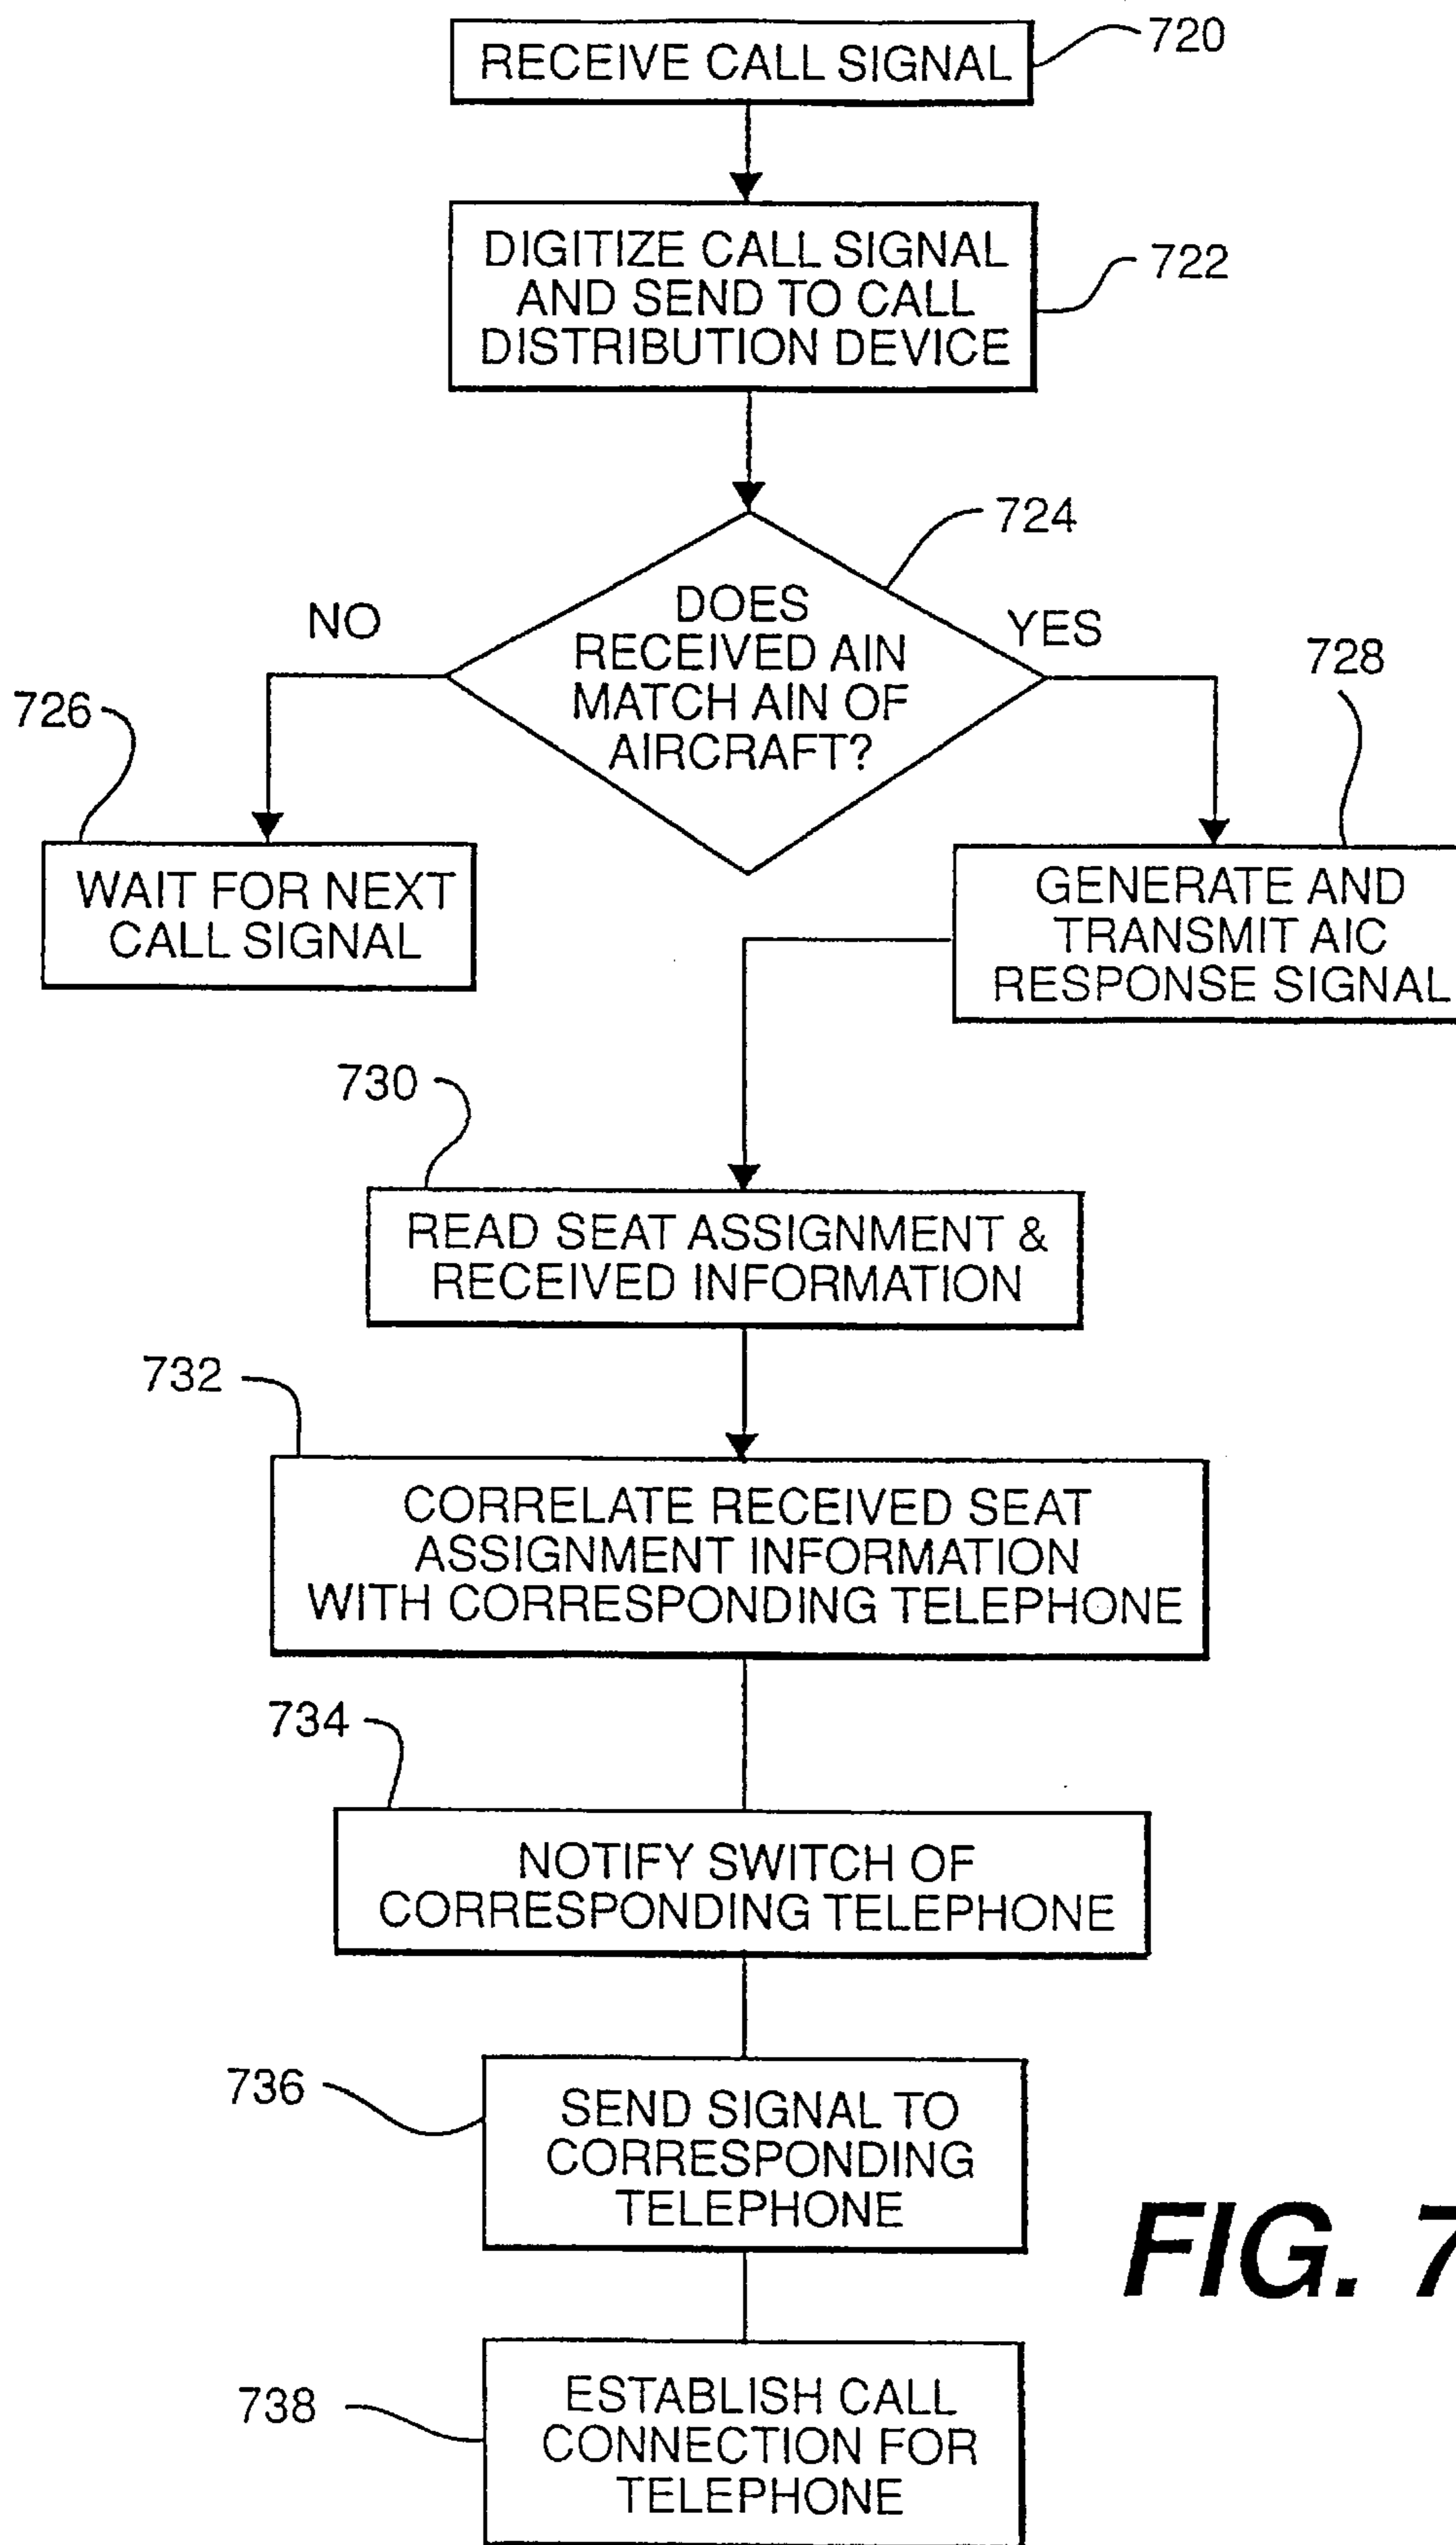 RECEIVE CALL SIGNAL
720
DIGITIZE CALL SIGNAL
AND SEND TO CALL
DISTRIBUTION DEVICE
722
724
DOES
RECEIVED AIN
MATCH AIN OF
AIRCRAFT?
NO
YES
726
728
WAIT FOR NEXT
CALL SIGNAL
GENERATE AND
TRANSMIT AIC
RESPONSE SIGNAL
730
READ SEAT ASSIGNMENT &
RECEIVED INFORMATION
732
CORRELATE RECEIVED SEAT
ASSIGNMENT INFORMATION
WITH CORRESPONDING TELEPHONE
734
NOTIFY SWITCH OF
CORRESPONDING TELEPHONE
736
SEND SIGNAL TO
CORRESPONDING
TELEPHONE
FIG. 7
738
ESTABLISH CALL
CONNECTION FOR
TELEPHONE